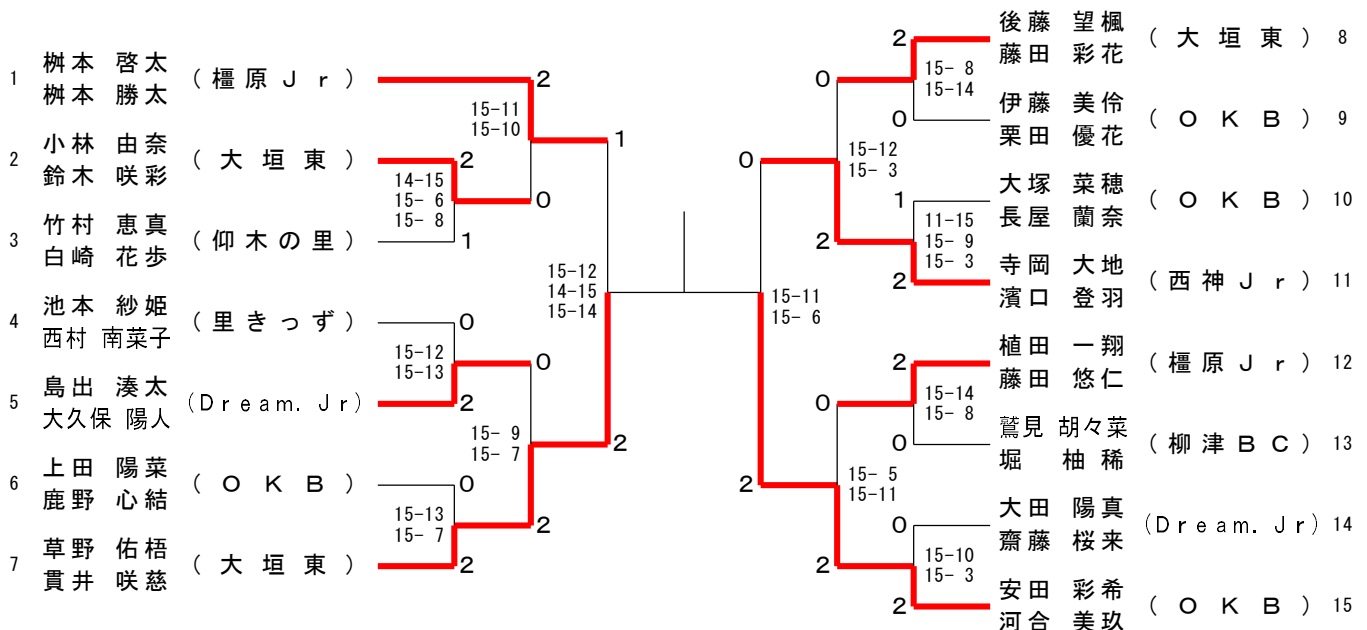 1 桝本 啓太 (橿原Jr) 2
桝本 勝太
15-11
15-10
1
2 小林 由奈 (大垣東) 2
鈴木 咲彩
14-15
15- 6
15- 8
0
3 竹村 恵真 (仰木の里) 1
白崎 花歩
15-12
14-15
15-14
4 池本 紗姫 (里きっず) 0
西村 南菜子
15-12
15-13
0
5 島出 湊太 (Dream. Jr) 2
大久保 陽人
15- 9
15- 7
2
6 上田 陽菜 (OKB) 0
鹿野 心結
15-13
15- 7
2
7 草野 佑梧 (大垣東) 2
貫井 咲慈
2 後藤 望楓 (大垣東) 8
藤田 彩花
0
15- 8
15-14
0 伊藤 美伶 (OKB) 9
栗田 優花
0
15-12
15- 3
1 大塚 菜穂 (OKB) 10
長屋 蘭奈
2
11-15
15- 9
15- 3
2 寺岡 大地 (西神Jr) 11
濱口 登羽
15-11
15- 6
2 植田 一翔 (橿原Jr) 12
藤田 悠仁
0
15-14
15- 8
0 鷲見 胡々菜 (柳津BC) 13
堀 柚稀
2
15- 5
15-11
0 大田 陽真 (Dream. Jr) 14
齋藤 桜来
2
15-10
15- 3
2 安田 彩希 (OKB) 15
河合 美玖